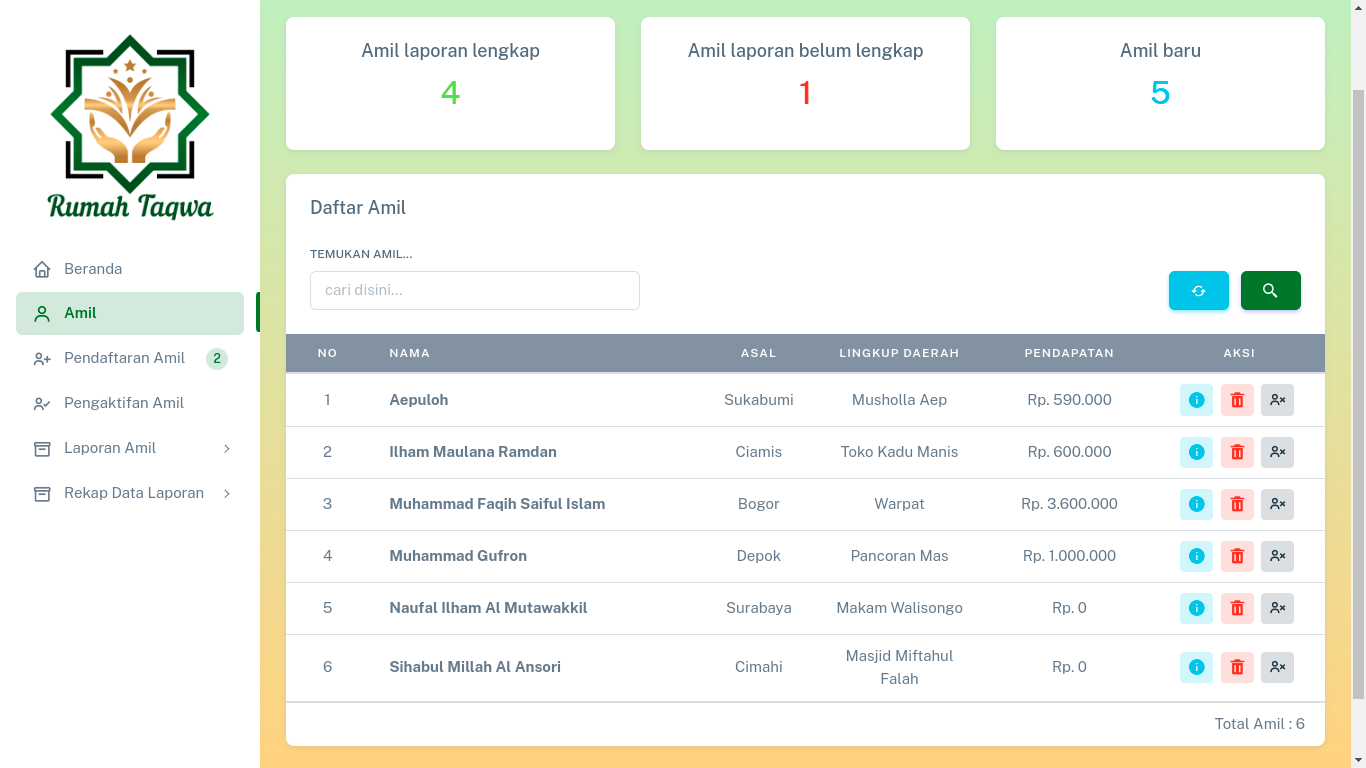 Rumah Taqwa
Beranda
Amil
Pendaftaran Amil 2
Pengaktifan Amil
Laporan Amil
Rekap Data Laporan
Amil laporan lengkap
4
Amil laporan belum lengkap
1
Amil baru
5
Daftar Amil
TEMUKAN AMIL...
cari disini...
NO NAMA ASAL LINGKUP DAERAH PENDAPATAN AKSI
1 Aepuloh Sukabumi Musholla Aep Rp. 590.000
2 Ilham Maulana Ramdan Ciamis Toko Kadu Manis Rp. 600.000
3 Muhammad Faqih Saiful Islam Bogor Warpat Rp. 3.600.000
4 Muhammad Gufron Depok Pancoran Mas Rp. 1.000.000
5 Naufal Ilham Al Mutawakkil Surabaya Makam Walisongo Rp. 0
6 Sihabul Millah Al Ansori Cimahi Masjid Miftahul Rp. 0
Falah
Total Amil : 6